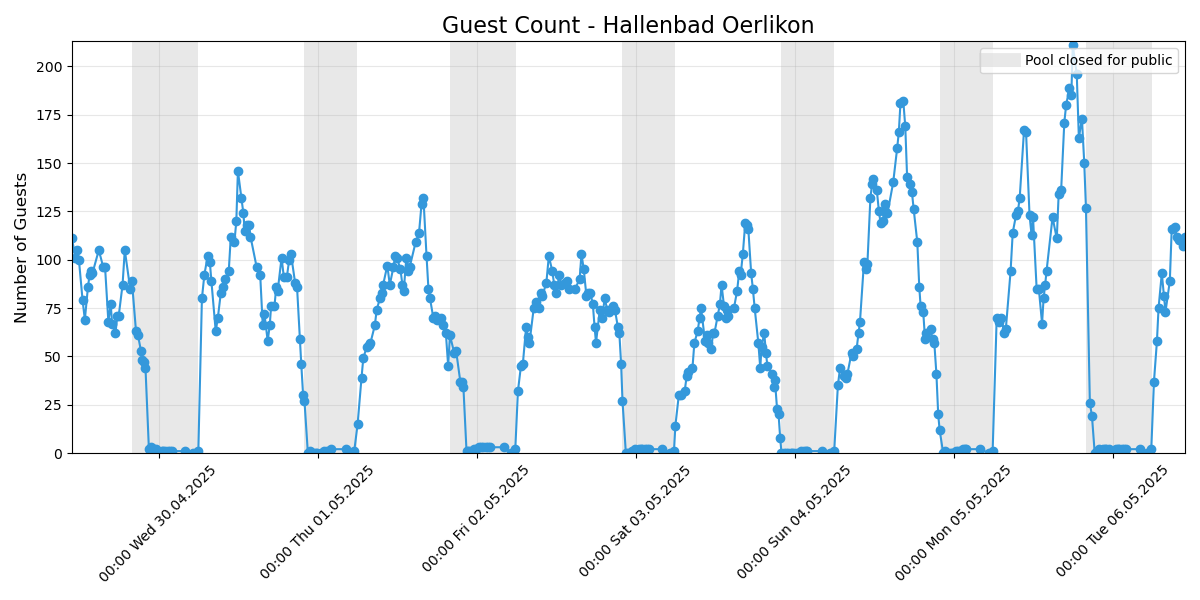 Guest Count - Hallenbad Oerlikon
Pool closed for public
Number of Guests
200
175
150
125
100
75
50
25
0
00:00 Wed 30.04.2025
00:00 Thu 01.05.2025
00:00 Fri 02.05.2025
00:00 Sat 03.05.2025
00:00 Sun 04.05.2025
00:00 Mon 05.05.2025
00:00 Tue 06.05.2025